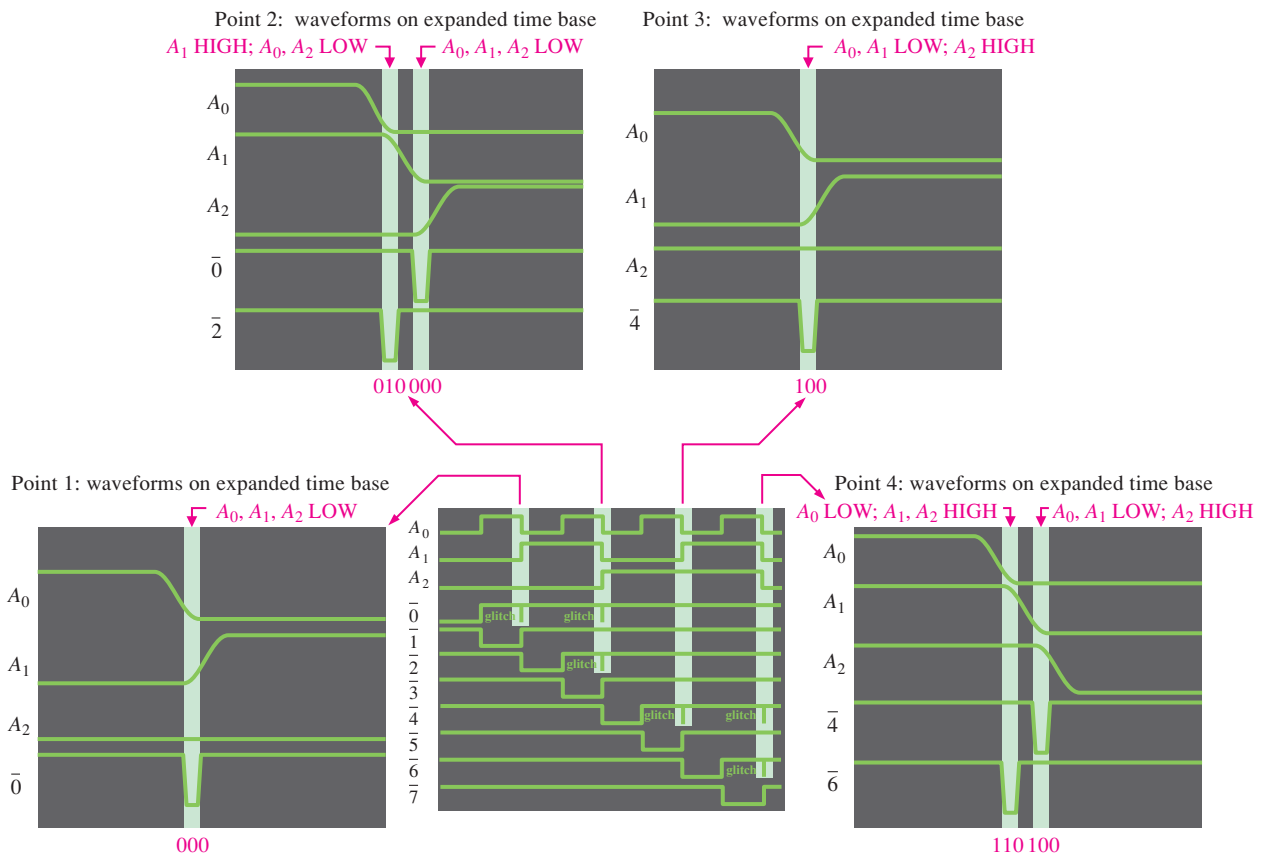 Point 2: waveforms on expanded time base
A₁ HIGH; A₀, A₂ LOW
A₀, A₁, A₂ LOW
A₀
A₁
A₂
0̅
2̅
010 000
Point 3: waveforms on expanded time base
A₀, A₁ LOW; A₂ HIGH
A₀
A₁
A₂
4̅
100
Point 1: waveforms on expanded time base
A₀, A₁, A₂ LOW
A₀
A₁
A₂
0̅
000
A₀
A₁
A₂
0̅ glitch glitch
1̅
2̅ glitch
3̅
4̅ glitch glitch
5̅
6̅ glitch
7̅
Point 4: waveforms on expanded time base
A₀ LOW; A₁, A₂ HIGH
A₀, A₁ LOW; A₂ HIGH
A₀
A₁
A₂
4̅
6̅
110 100